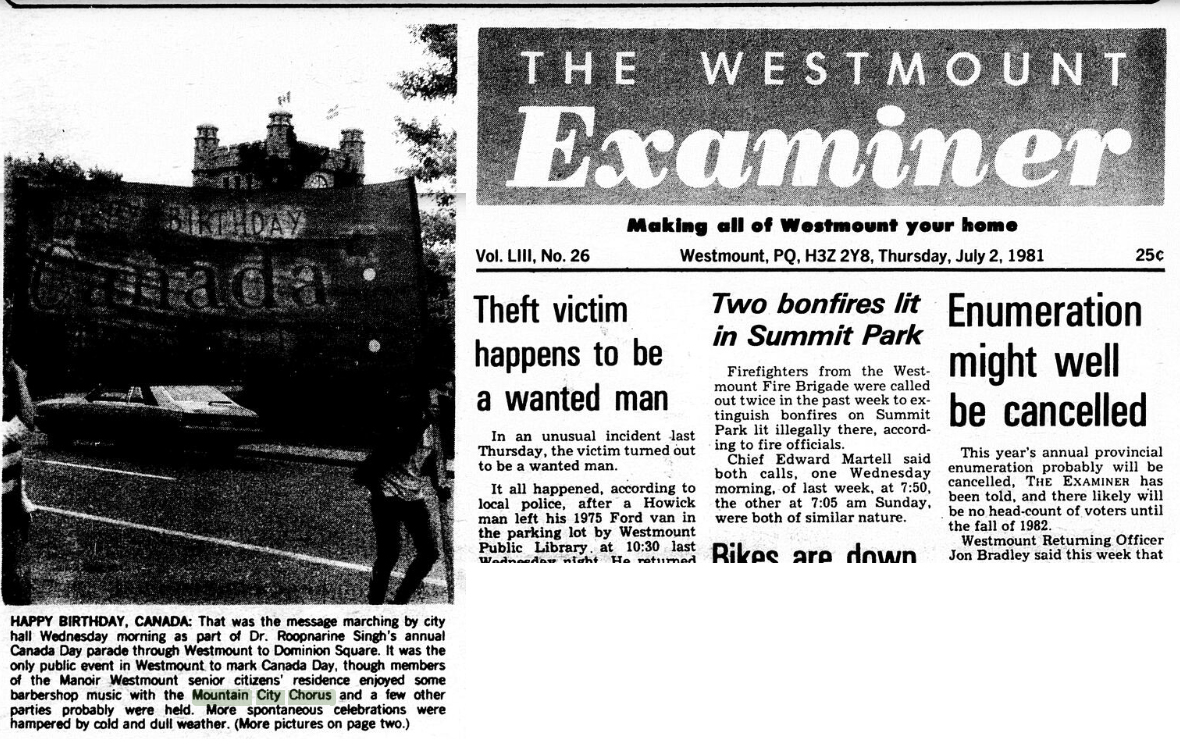 THE WESTMOUNT
Examiner
Making all of Westmount your home
Vol. LIII, No. 26 Westmount, PQ, H3Z 2Y8, Thursday, July 2, 1981 25c
BIRTHDAY
Canada
HAPPY BIRTHDAY, CANADA: That was the message marching by city
hall Wednesday morning as part of Dr. Roopnarine Singh's annual
Canada Day parade through Westmount to Dominion Square. It was the
only public event in Westmount to mark Canada Day, though members
of the Manoir Westmount senior citizens' residence enjoyed some
barbershop music with the Mountain City Chorus and a few other
parties probably were held. More spontaneous celebrations were
hampered by cold and dull weather. (More pictures on page two.)
Theft victim
happens to be
a wanted man
In an unusual incident last
Thursday, the victim turned out
to be a wanted man.
It all happened, according to
local police, after a Howick
man left his 1975 Ford van in
the parking lot by Westmount
Public Library at 10:30 last
Wednesday night. He returned
Two bonfires lit
in Summit Park
Firefighters from the West-
mount Fire Brigade were called
out twice in the past week to ex-
tinguish bonfires on Summit
Park lit illegally there, accord-
ing to fire officials.
Chief Edward Martell said
both calls, one Wednesday
morning, of last week, at 7:50,
the other at 7:05 am Sunday,
were both of similar nature.
Bikes are down
Enumeration
might well
be cancelled
This year's annual provincial
enumeration probably will be
cancelled, THE EXAMINER has
been told, and there likely will
be no head-count of voters until
the fall of 1982.
Westmount Returning Officer
Jon Bradley said this week that